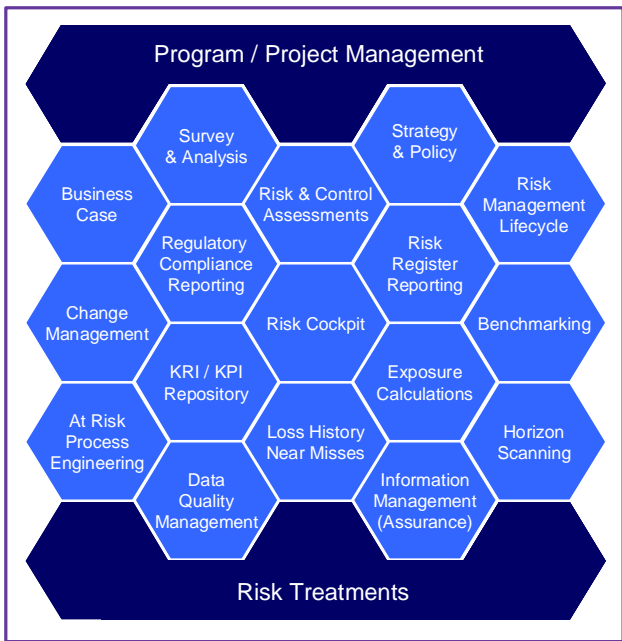 Program / Project Management
Survey
& Analysis
Strategy
& Policy
Business
Case
Risk & Control
Assessments
Risk
Management
Lifecycle
Regulatory
Compliance
Reporting
Risk
Register
Reporting
Change
Management
Risk Cockpit
Benchmarking
KRI / KPI
Repository
Exposure
Calculations
At Risk
Process
Engineering
Loss History
Near Misses
Horizon
Scanning
Data
Quality
Management
Information
Management
(Assurance)
Risk Treatments